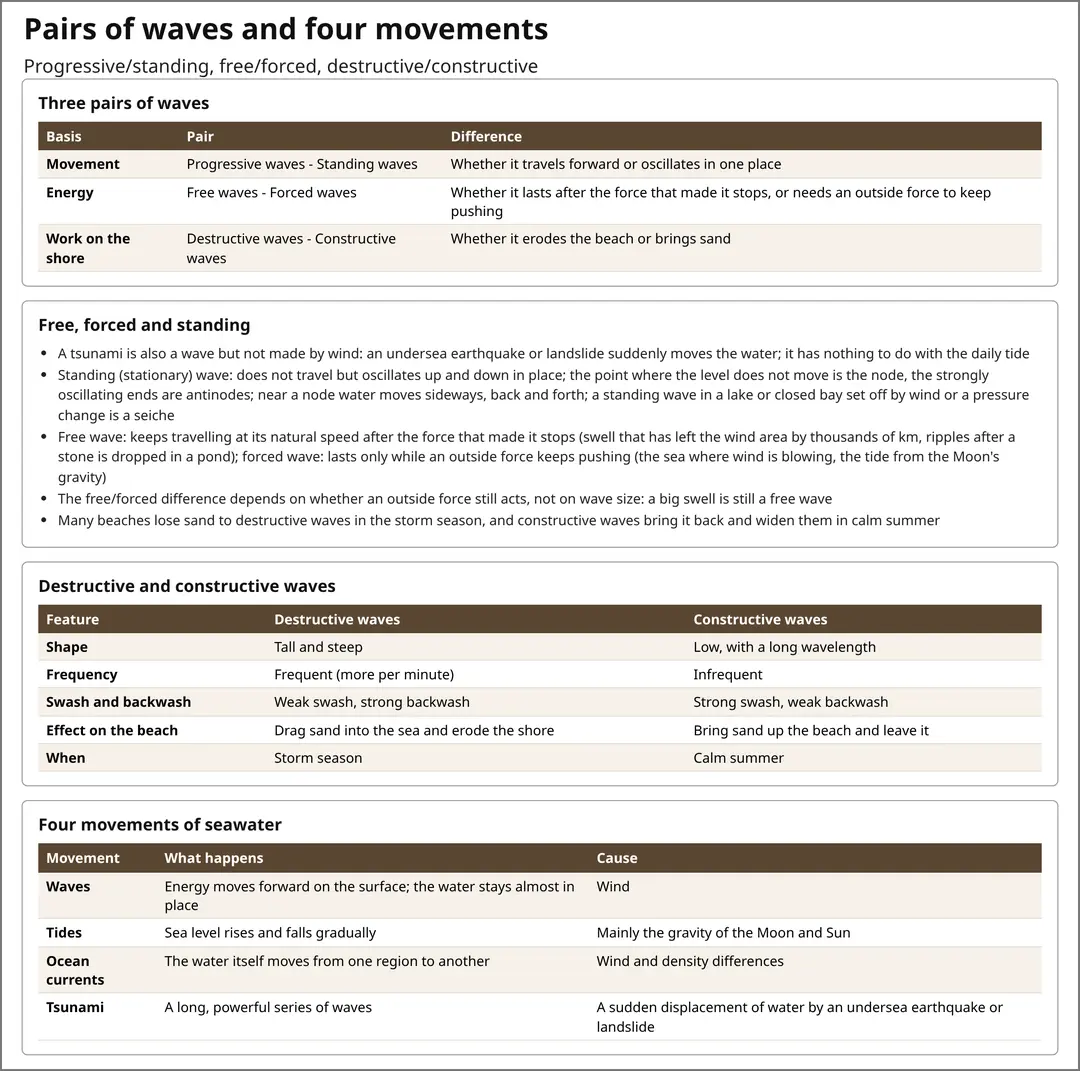 Pairs of waves and four movements
Progressive/standing, free/forced, destructive/constructive
Three pairs of waves
Basis Pair Difference
Movement Progressive waves - Standing waves Whether it travels forward or oscillates in one place
Energy Free waves - Forced waves Whether it lasts after the force that made it stops, or needs an outside force to keep
pushing
Work on the Destructive waves - Constructive Whether it erodes the beach or brings sand
shore waves
Free, forced and standing
• A tsunami is also a wave but not made by wind: an undersea earthquake or landslide suddenly moves the water; it has nothing to do with the daily tide
• Standing (stationary) wave: does not travel but oscillates up and down in place; the point where the level does not move is the node, the strongly
oscillating ends are antinodes; near a node water moves sideways, back and forth; a standing wave in a lake or closed bay set off by wind or a pressure
change is a seiche
• Free wave: keeps travelling at its natural speed after the force that made it stops (swell that has left the wind area by thousands of km, ripples after a
stone is dropped in a pond); forced wave: lasts only while an outside force keeps pushing (the sea where wind is blowing, the tide from the Moon's
gravity)
• The free/forced difference depends on whether an outside force still acts, not on wave size: a big swell is still a free wave
• Many beaches lose sand to destructive waves in the storm season, and constructive waves bring it back and widen them in calm summer
Destructive and constructive waves
Feature Destructive waves Constructive waves
Shape Tall and steep Low, with a long wavelength
Frequency Frequent (more per minute) Infrequent
Swash and backwash Weak swash, strong backwash Strong swash, weak backwash
Effect on the beach Drag sand into the sea and erode the shore Bring sand up the beach and leave it
When Storm season Calm summer
Four movements of seawater
Movement What happens Cause
Waves Energy moves forward on the surface; the water stays almost in Wind
place
Tides Sea level rises and falls gradually Mainly the gravity of the Moon and Sun
Ocean The water itself moves from one region to another Wind and density differences
currents
Tsunami A long, powerful series of waves A sudden displacement of water by an undersea earthquake or
landslide